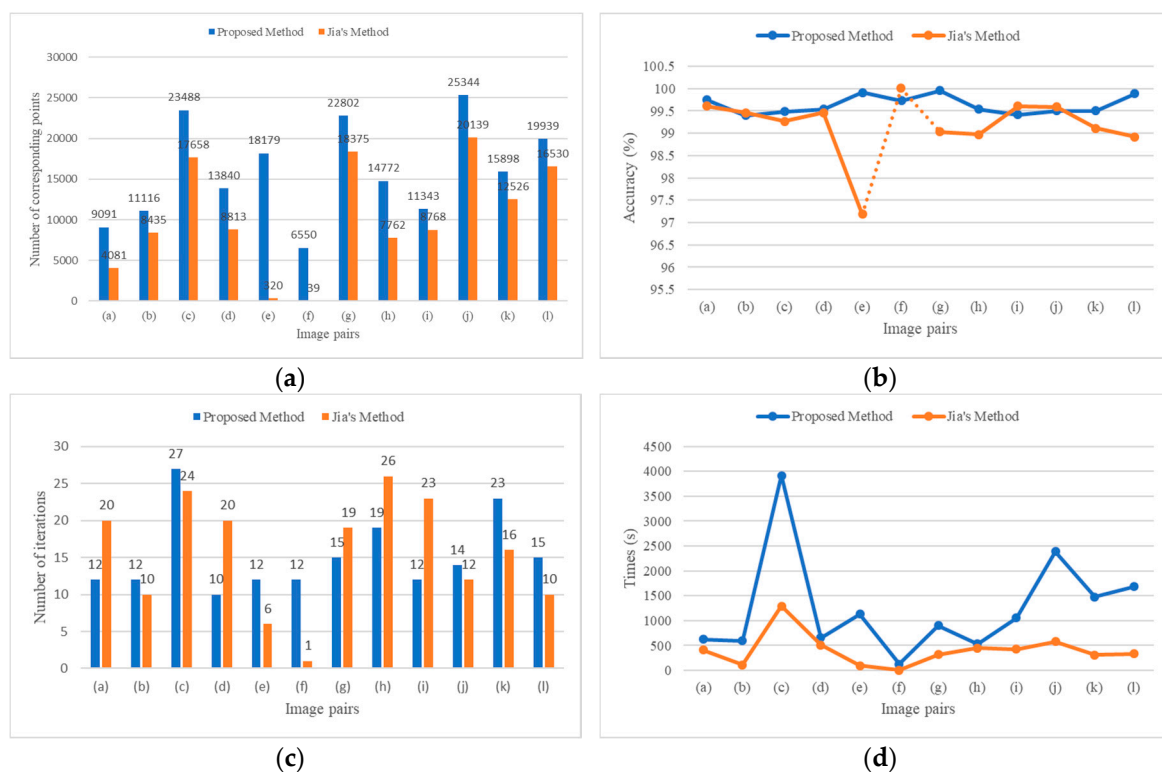 Proposed Method Jia's Method
Number of corresponding points
30000
25000
20000
15000
10000
5000
0
9091 4081
11116 8435
23488 17658
13840 8813
18179 320
6550 39
22802 18375
14772 7762
11343 8768
25344 20139
15898 12526
19939 16530
(a) (b) (c) (d) (e) (f) (g) (h) (i) (j) (k) (l)
Image pairs
(a)
Proposed Method Jia's Method
Accuracy (%)
100.5
100
99.5
99
98.5
98
97.5
97
96.5
96
95.5
(a) (b) (c) (d) (e) (f) (g) (h) (i) (j) (k) (l)
Image pairs
(b)
Proposed Method Jia's Method
Number of iterations
30
25
20
15
10
5
0
12 20
12 10
27 24
10 20
12 6
12 1
15 19
19 26
12 23
14 12
23 16
15 10
(a) (b) (c) (d) (e) (f) (g) (h) (i) (j) (k) (l)
Image pairs
(c)
Proposed Method Jia's Method
Times (s)
4500
4000
3500
3000
2500
2000
1500
1000
500
0
(a) (b) (c) (d) (e) (f) (g) (h) (i) (j) (k) (l)
Image pairs
(d)